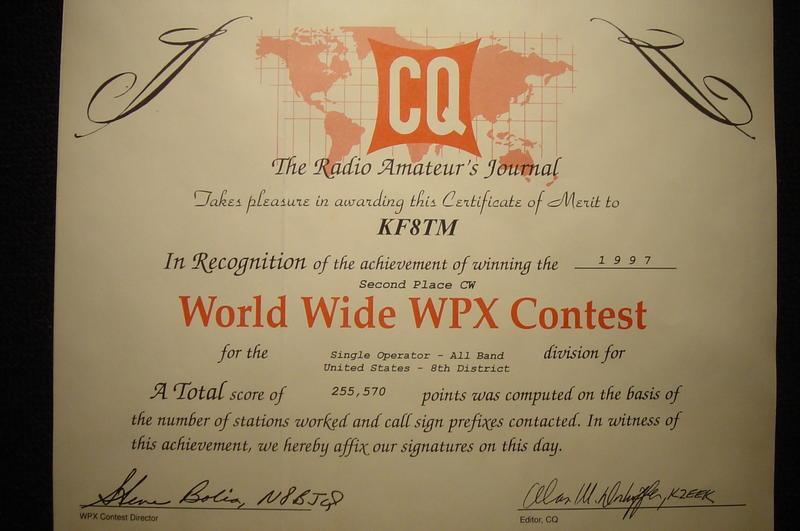 CQ
The Radio Amateur's Journal
Takes pleasure in awarding this Certificate of Merit to
KF8TM
In Recognition of the achievement of winning the 1997
Second Place CW
World Wide WPX Contest
for the Single Operator - All Band division for
United States - 8th District
A Total score of 255,570 points was computed on the basis of
the number of stations worked and call sign prefixes contacted. In witness of
this achievement, we hereby affix our signatures on this day.
Steve Bolia, N8BJQ
K2EEK
WPX Contest Director
Editor, CQ